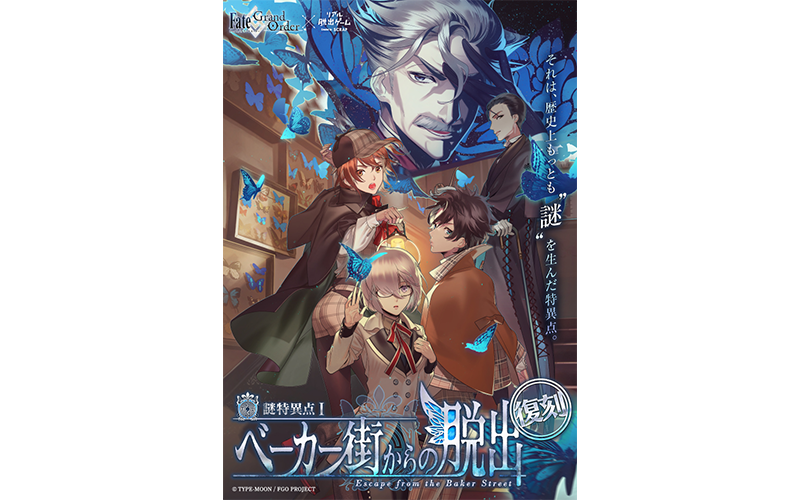 Fate
Grand
Order
×
リアル
脱出ゲーム
Created by SCRAP
それは、歴史上もっとも
”謎“
を生んだ特異点。
謎特異点Ⅰ
ベーカー街からの脱出
復刻
Escape from the Baker Street
© TYPE-MOON / FGO PROJECT